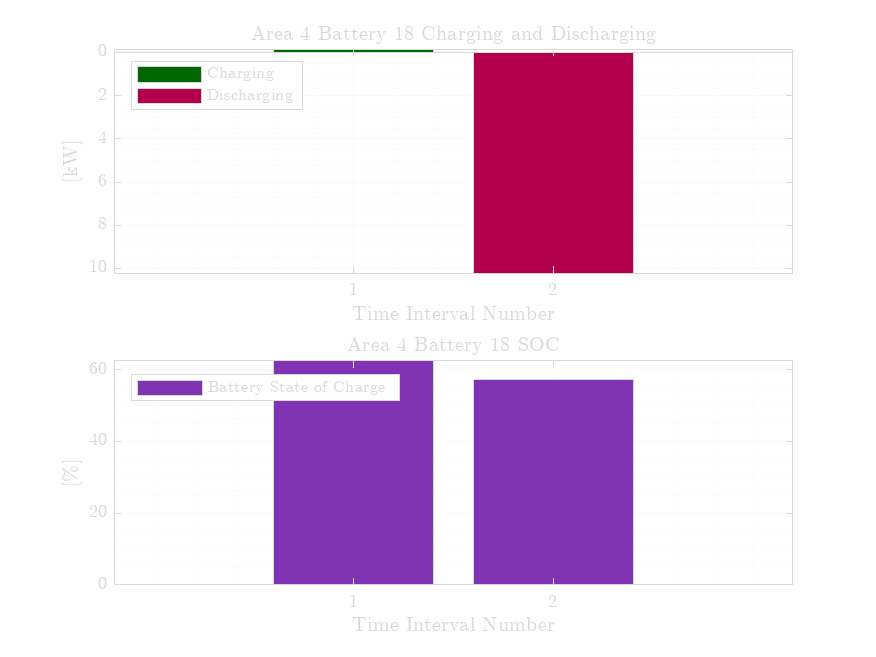 Area 4 Battery 18 Charging and Discharging
0
2
4
6
8
10
[kW]
Charging
Discharging
1 2
Time Interval Number
Area 4 Battery 18 SOC
60
40
20
0
[%]
Battery State of Charge
1 2
Time Interval Number